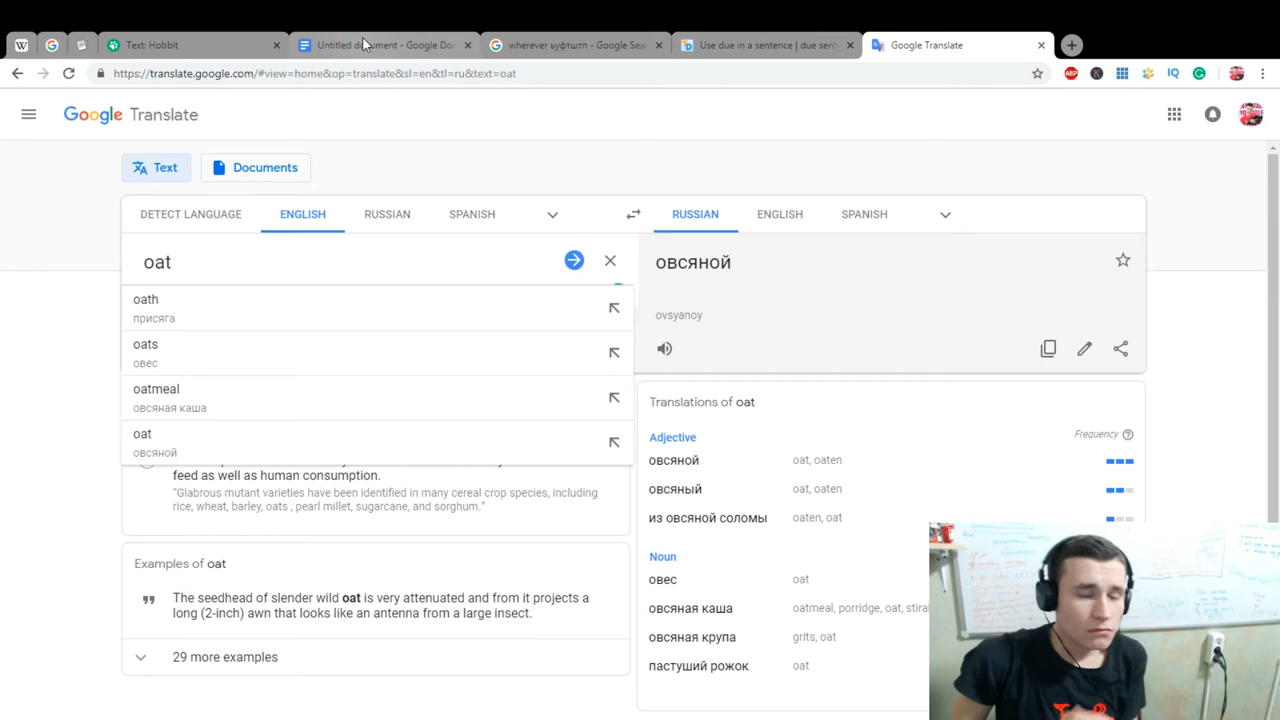 Text: Hobbit
Untitled document - Google Doc
wherever ьуфтштп - Google Sea
Use due in a sentence | due sent
Google Translate
https://translate.google.com/#view=home&op=translate&sl=en&tl=ru&text=oat
Google Translate
Text
Documents
DETECT LANGUAGE ENGLISH RUSSIAN SPANISH
RUSSIAN ENGLISH SPANISH
oat
овсяной
oath
присяга
ovsyanoy
oats
овес
oatmeal
овсяная каша
oat
овсяной
feed as well as human consumption.
"Glabrous mutant varieties have been identified in many cereal crop species, including
rice, wheat, barley, oats , pearl millet, sugarcane, and sorghum."
Examples of oat
The seedhead of slender wild oat is very attenuated and from it projects a
long (2-inch) awn that looks like an antenna from a large insect.
29 more examples
Translations of oat
Adjective
Frequency
овсяной oat, oaten
овсяный oat, oaten
из овсяной соломы oaten, oat
Noun
овес oat
овсяная каша oatmeal, porridge, oat, stira
овсяная крупа grits, oat
пастуший рожок oat